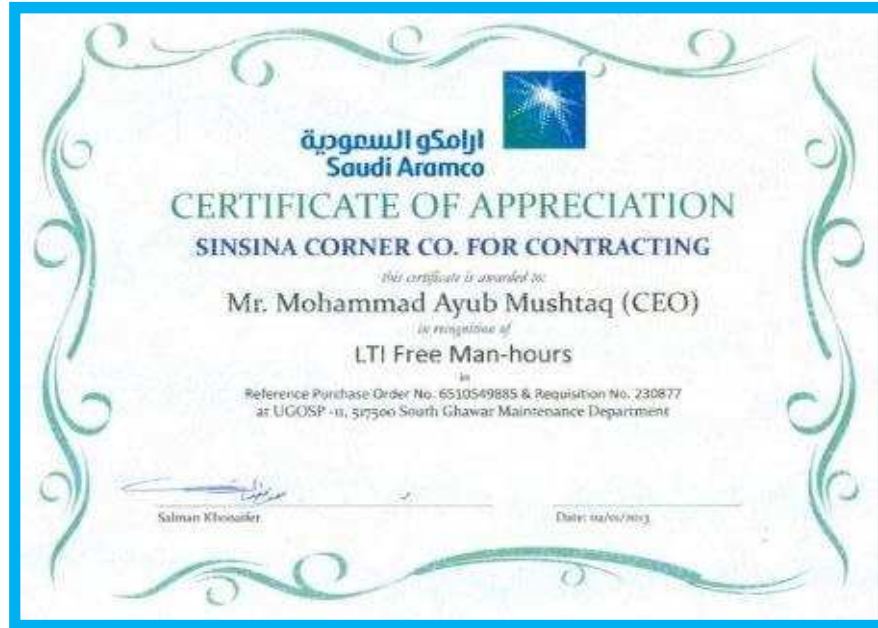 ارامكو السعودية
Saudi Aramco
CERTIFICATE OF APPRECIATION
SINSINA CORNER CO. FOR CONTRACTING
this certificate is awarded to:
Mr. Mohammad Ayub Mushtaq (CEO)
in recognition of
LTI Free Man-hours
in
Reference Purchase Order No. 6510549885 & Requisition No. 230877
at UGOSP -11, 517500 South Ghawar Maintenance Department
Salman Khonaifer
Date: